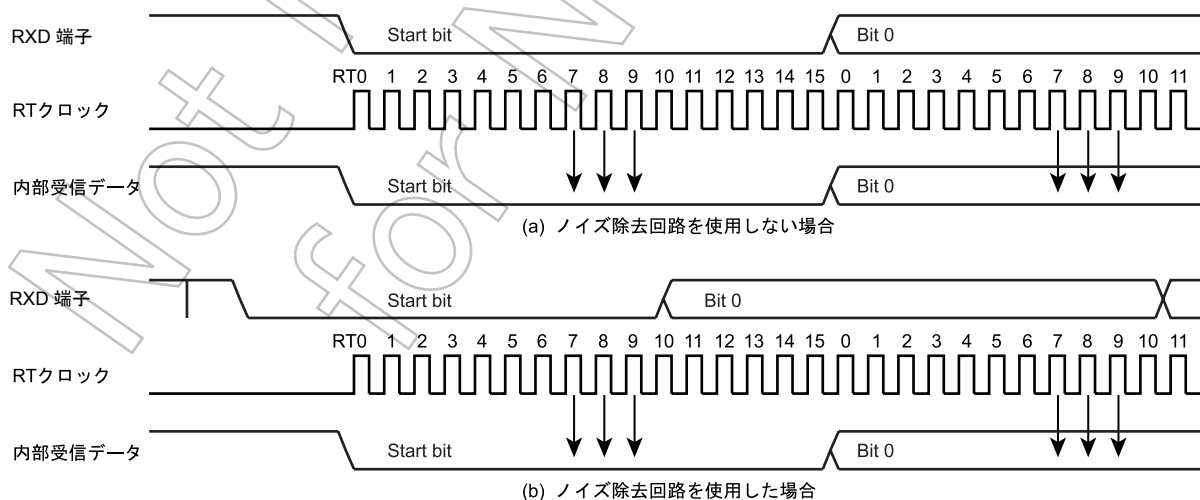 RXD 端子
Start bit
Bit 0
RT0 1 2 3 4 5 6 7 8 9 10 11 12 13 14 15 0 1 2 3 4 5 6 7 8 9 10 11
RTクロック
内部受信データ
Start bit
Bit 0
(a) ノイズ除去回路を使用しない場合
RXD 端子
Start bit
Bit 0
RT0 1 2 3 4 5 6 7 8 9 10 11 12 13 14 15 0 1 2 3 4 5 6 7 8 9 10 11
RTクロック
内部受信データ
Start bit
Bit 0
(b) ノイズ除去回路を使用した場合
Not
for